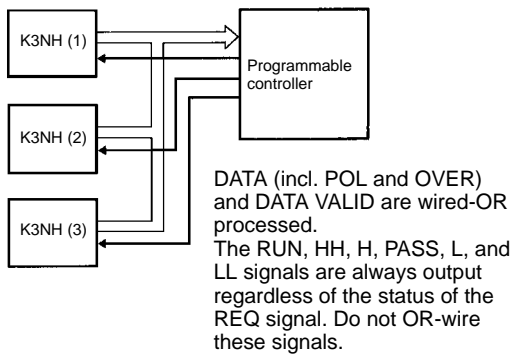 K3NH (1)
Programmable
controller
K3NH (2)
K3NH (3)
DATA (incl. POL and OVER)
and DATA VALID are wired-OR
processed.
The RUN, HH, H, PASS, L, and
LL signals are always output
regardless of the status of the
REQ signal. Do not OR-wire
these signals.